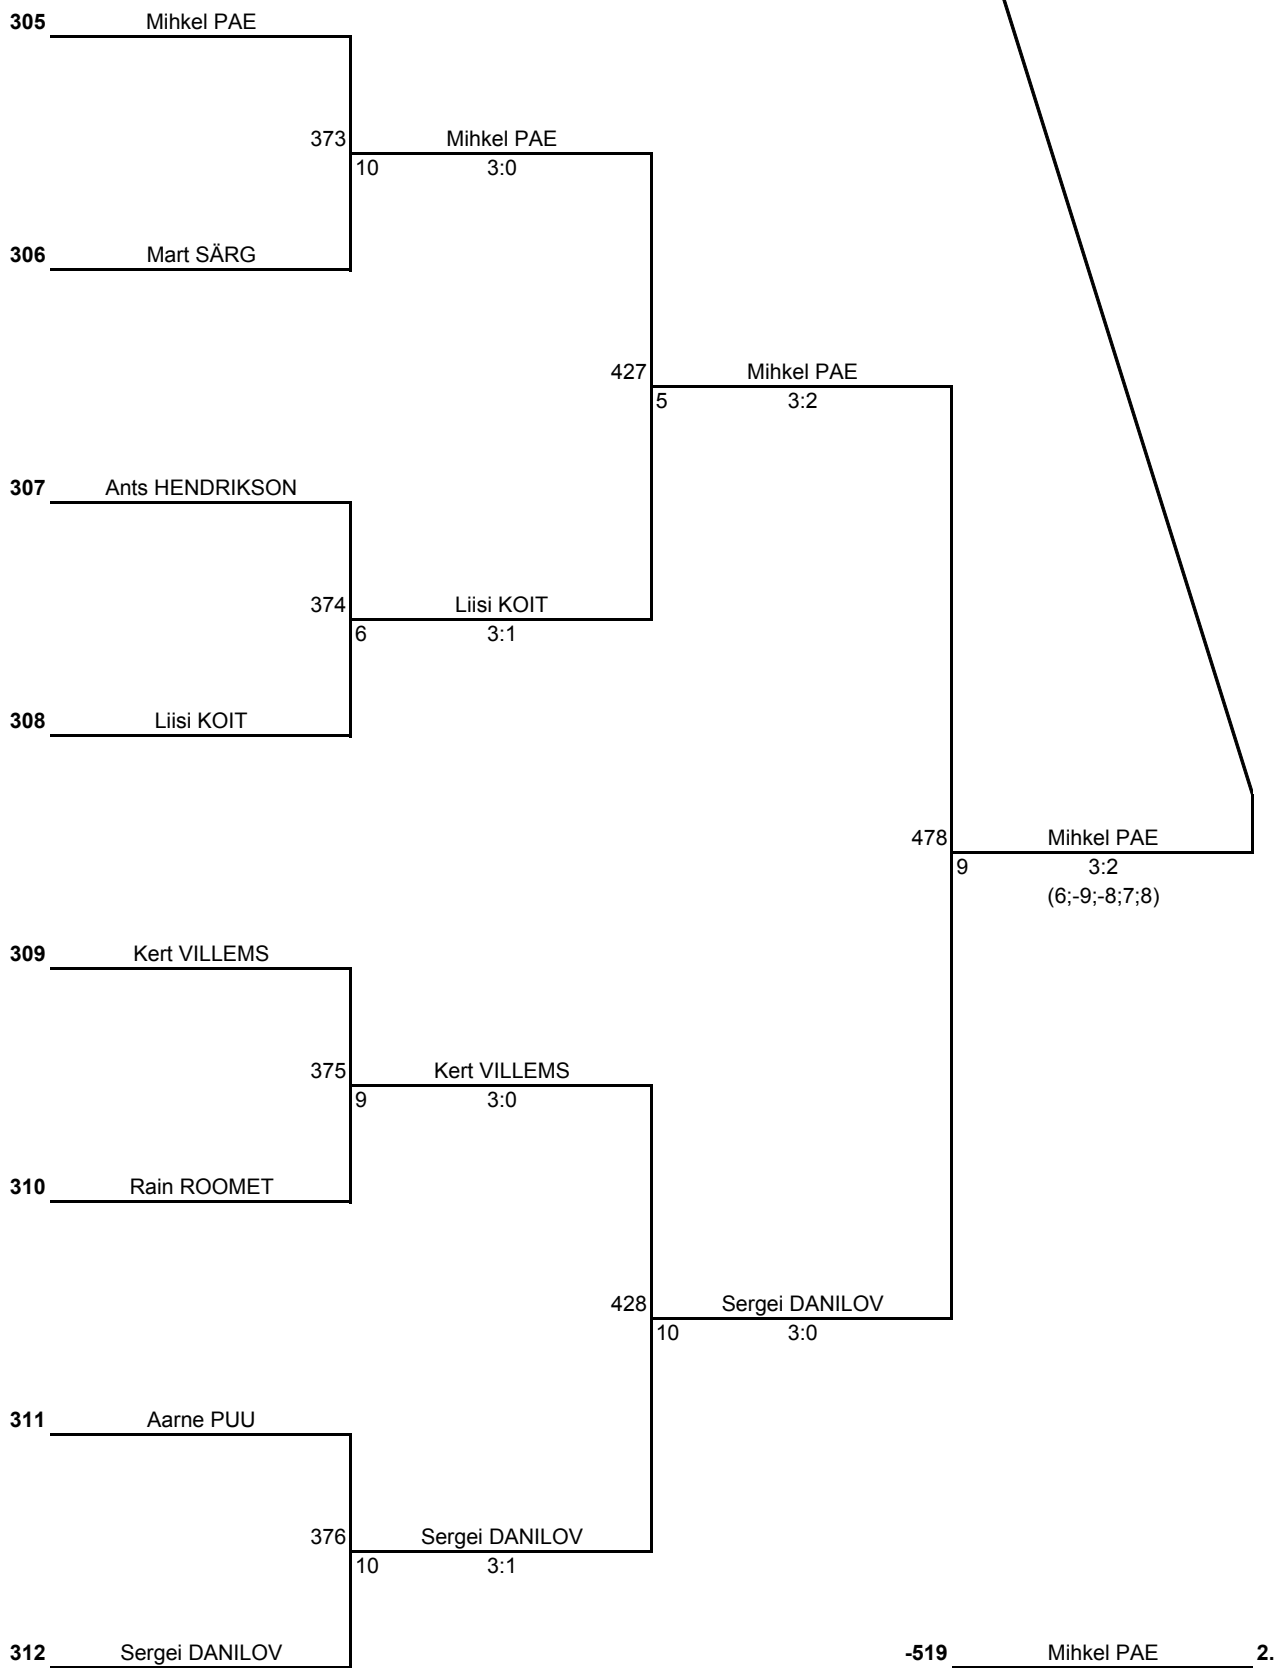 305 Mihkel PAE
373 Mihkel PAE
10 3:0
306 Mart SÄRG
427 Mihkel PAE
5 3:2
307 Ants HENDRIKSON
374 Liisi KOIT
6 3:1
308 Liisi KOIT
478 Mihkel PAE
9 3:2
(6;-9;-8;7;8)
309 Kert VILLEMS
375 Kert VILLEMS
9 3:0
310 Rain ROOMET
428 Sergei DANILOV
10 3:0
311 Aarne PUU
376 Sergei DANILOV
10 3:1
312 Sergei DANILOV -519 Mihkel PAE 2.